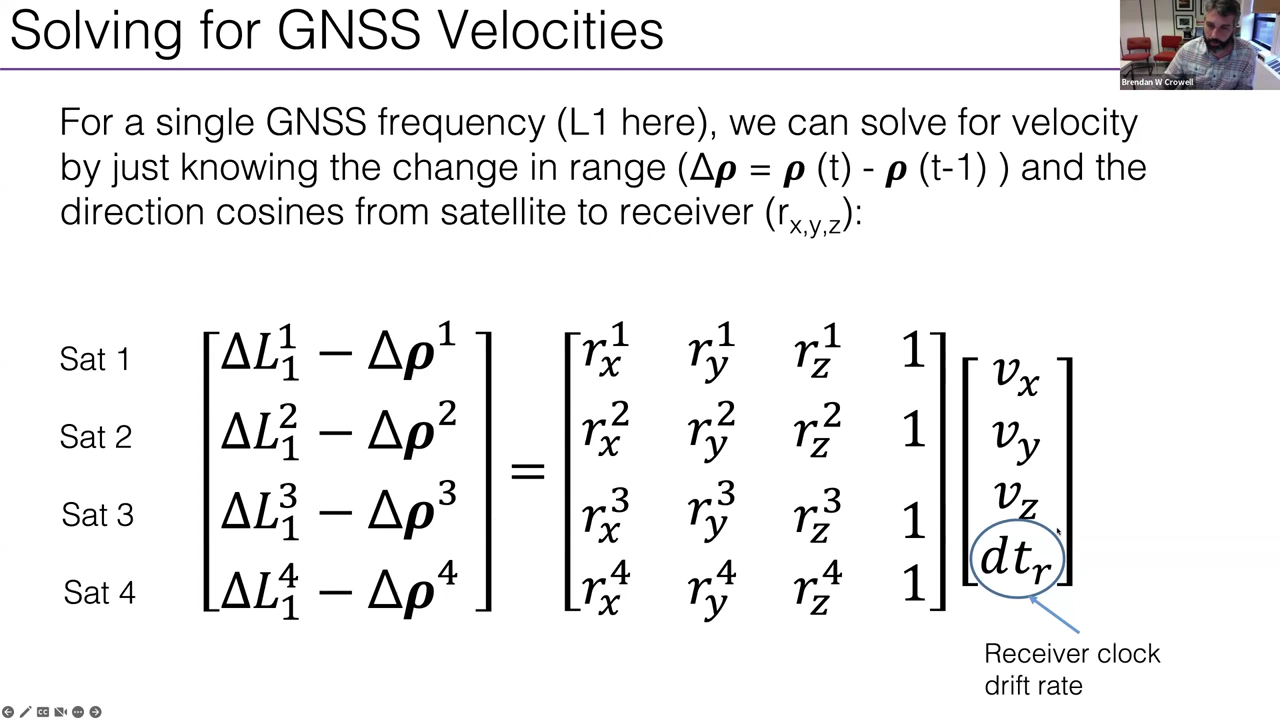 Solving for GNSS Velocities
Brendan W Crowell
For a single GNSS frequency (L1 here), we can solve for velocity
by just knowing the change in range (Δρ = ρ (t) - ρ (t-1) ) and the
direction cosines from satellite to receiver (r_x,y,z):
Sat 1 [ΔL₁¹ − Δρ¹] [r_x¹ r_y¹ r_z¹ 1] [v_x]
Sat 2 [ΔL₁² − Δρ²] [r_x² r_y² r_z² 1] [v_y]
=
Sat 3 [ΔL₁³ − Δρ³] [r_x³ r_y³ r_z³ 1] [v_z]
Sat 4 [ΔL₁⁴ − Δρ⁴] [r_x⁴ r_y⁴ r_z⁴ 1] [dt_r]
Receiver clock
drift rate